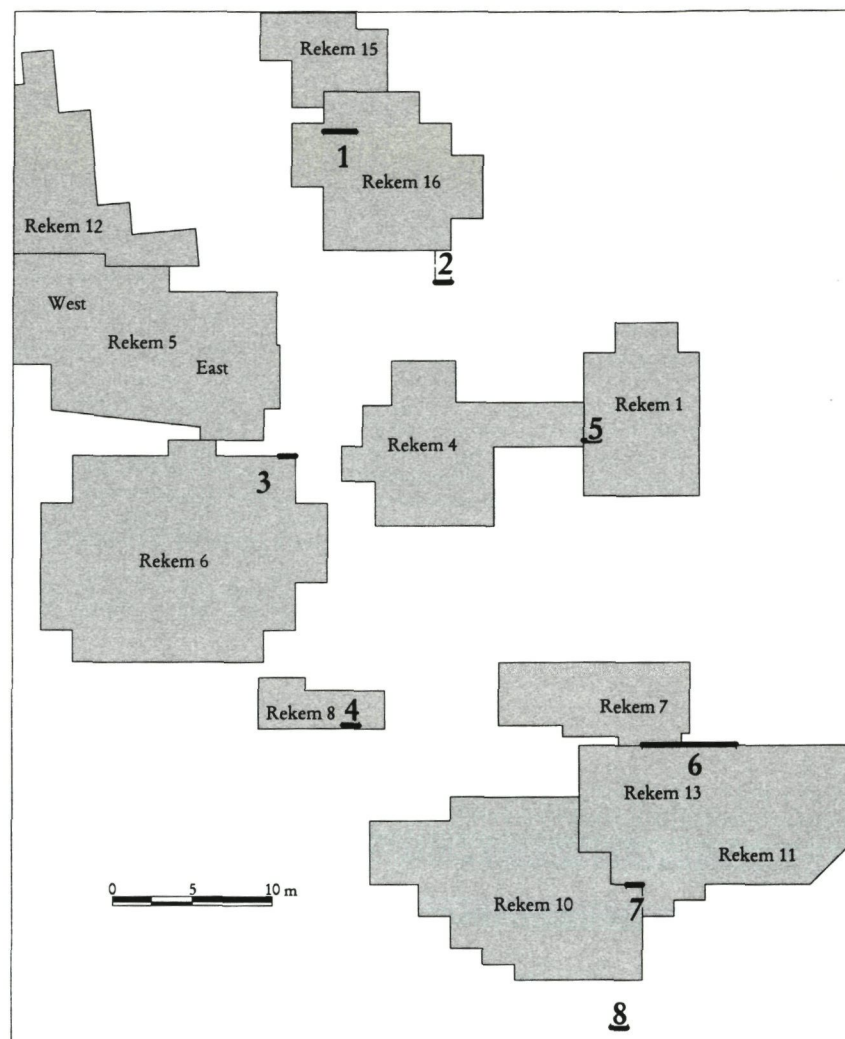 Rekem 15
1
Rekem 16
Rekem 12
2
West
Rekem 5
East
Rekem 1
5
Rekem 4
3
Rekem 6
Rekem 8
4
Rekem 7
6
Rekem 13
Rekem 11
0 5 10 m
Rekem 10
7
8